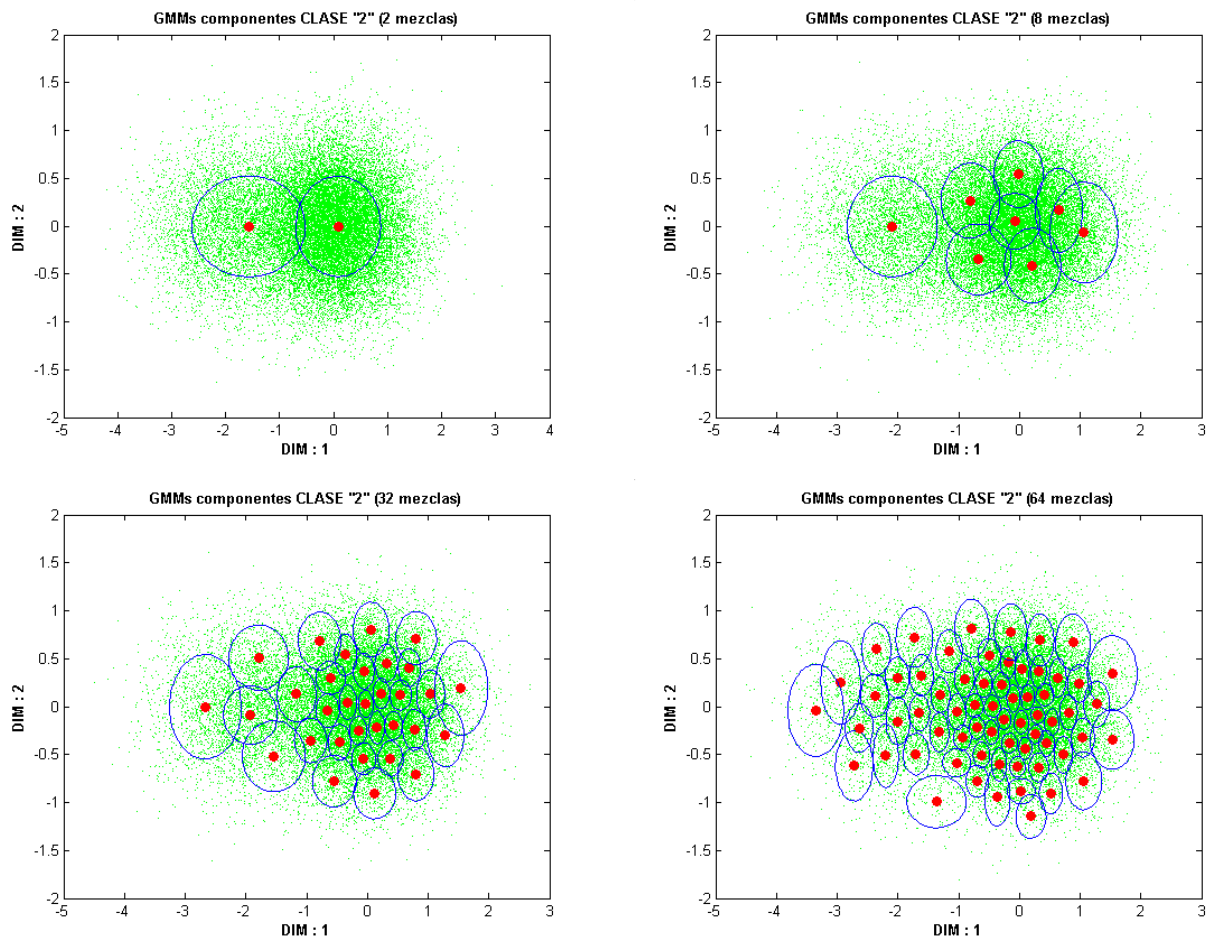 GMMs componentes CLASE "2" (2 mezclas)
2
1.5
1
0.5
0
-0.5
-1
-1.5
-2
DIM : 2
-5 -4 -3 -2 -1 0 1 2 3 4
DIM : 1
GMMs componentes CLASE "2" (8 mezclas)
2
1.5
1
0.5
0
-0.5
-1
-1.5
-2
DIM : 2
-5 -4 -3 -2 -1 0 1 2 3
DIM : 1
GMMs componentes CLASE "2" (32 mezclas)
2
1.5
1
0.5
0
-0.5
-1
-1.5
-2
DIM : 2
-5 -4 -3 -2 -1 0 1 2 3
DIM : 1
GMMs componentes CLASE "2" (64 mezclas)
2
1.5
1
0.5
0
-0.5
-1
-1.5
-2
DIM : 2
-5 -4 -3 -2 -1 0 1 2 3
DIM : 1